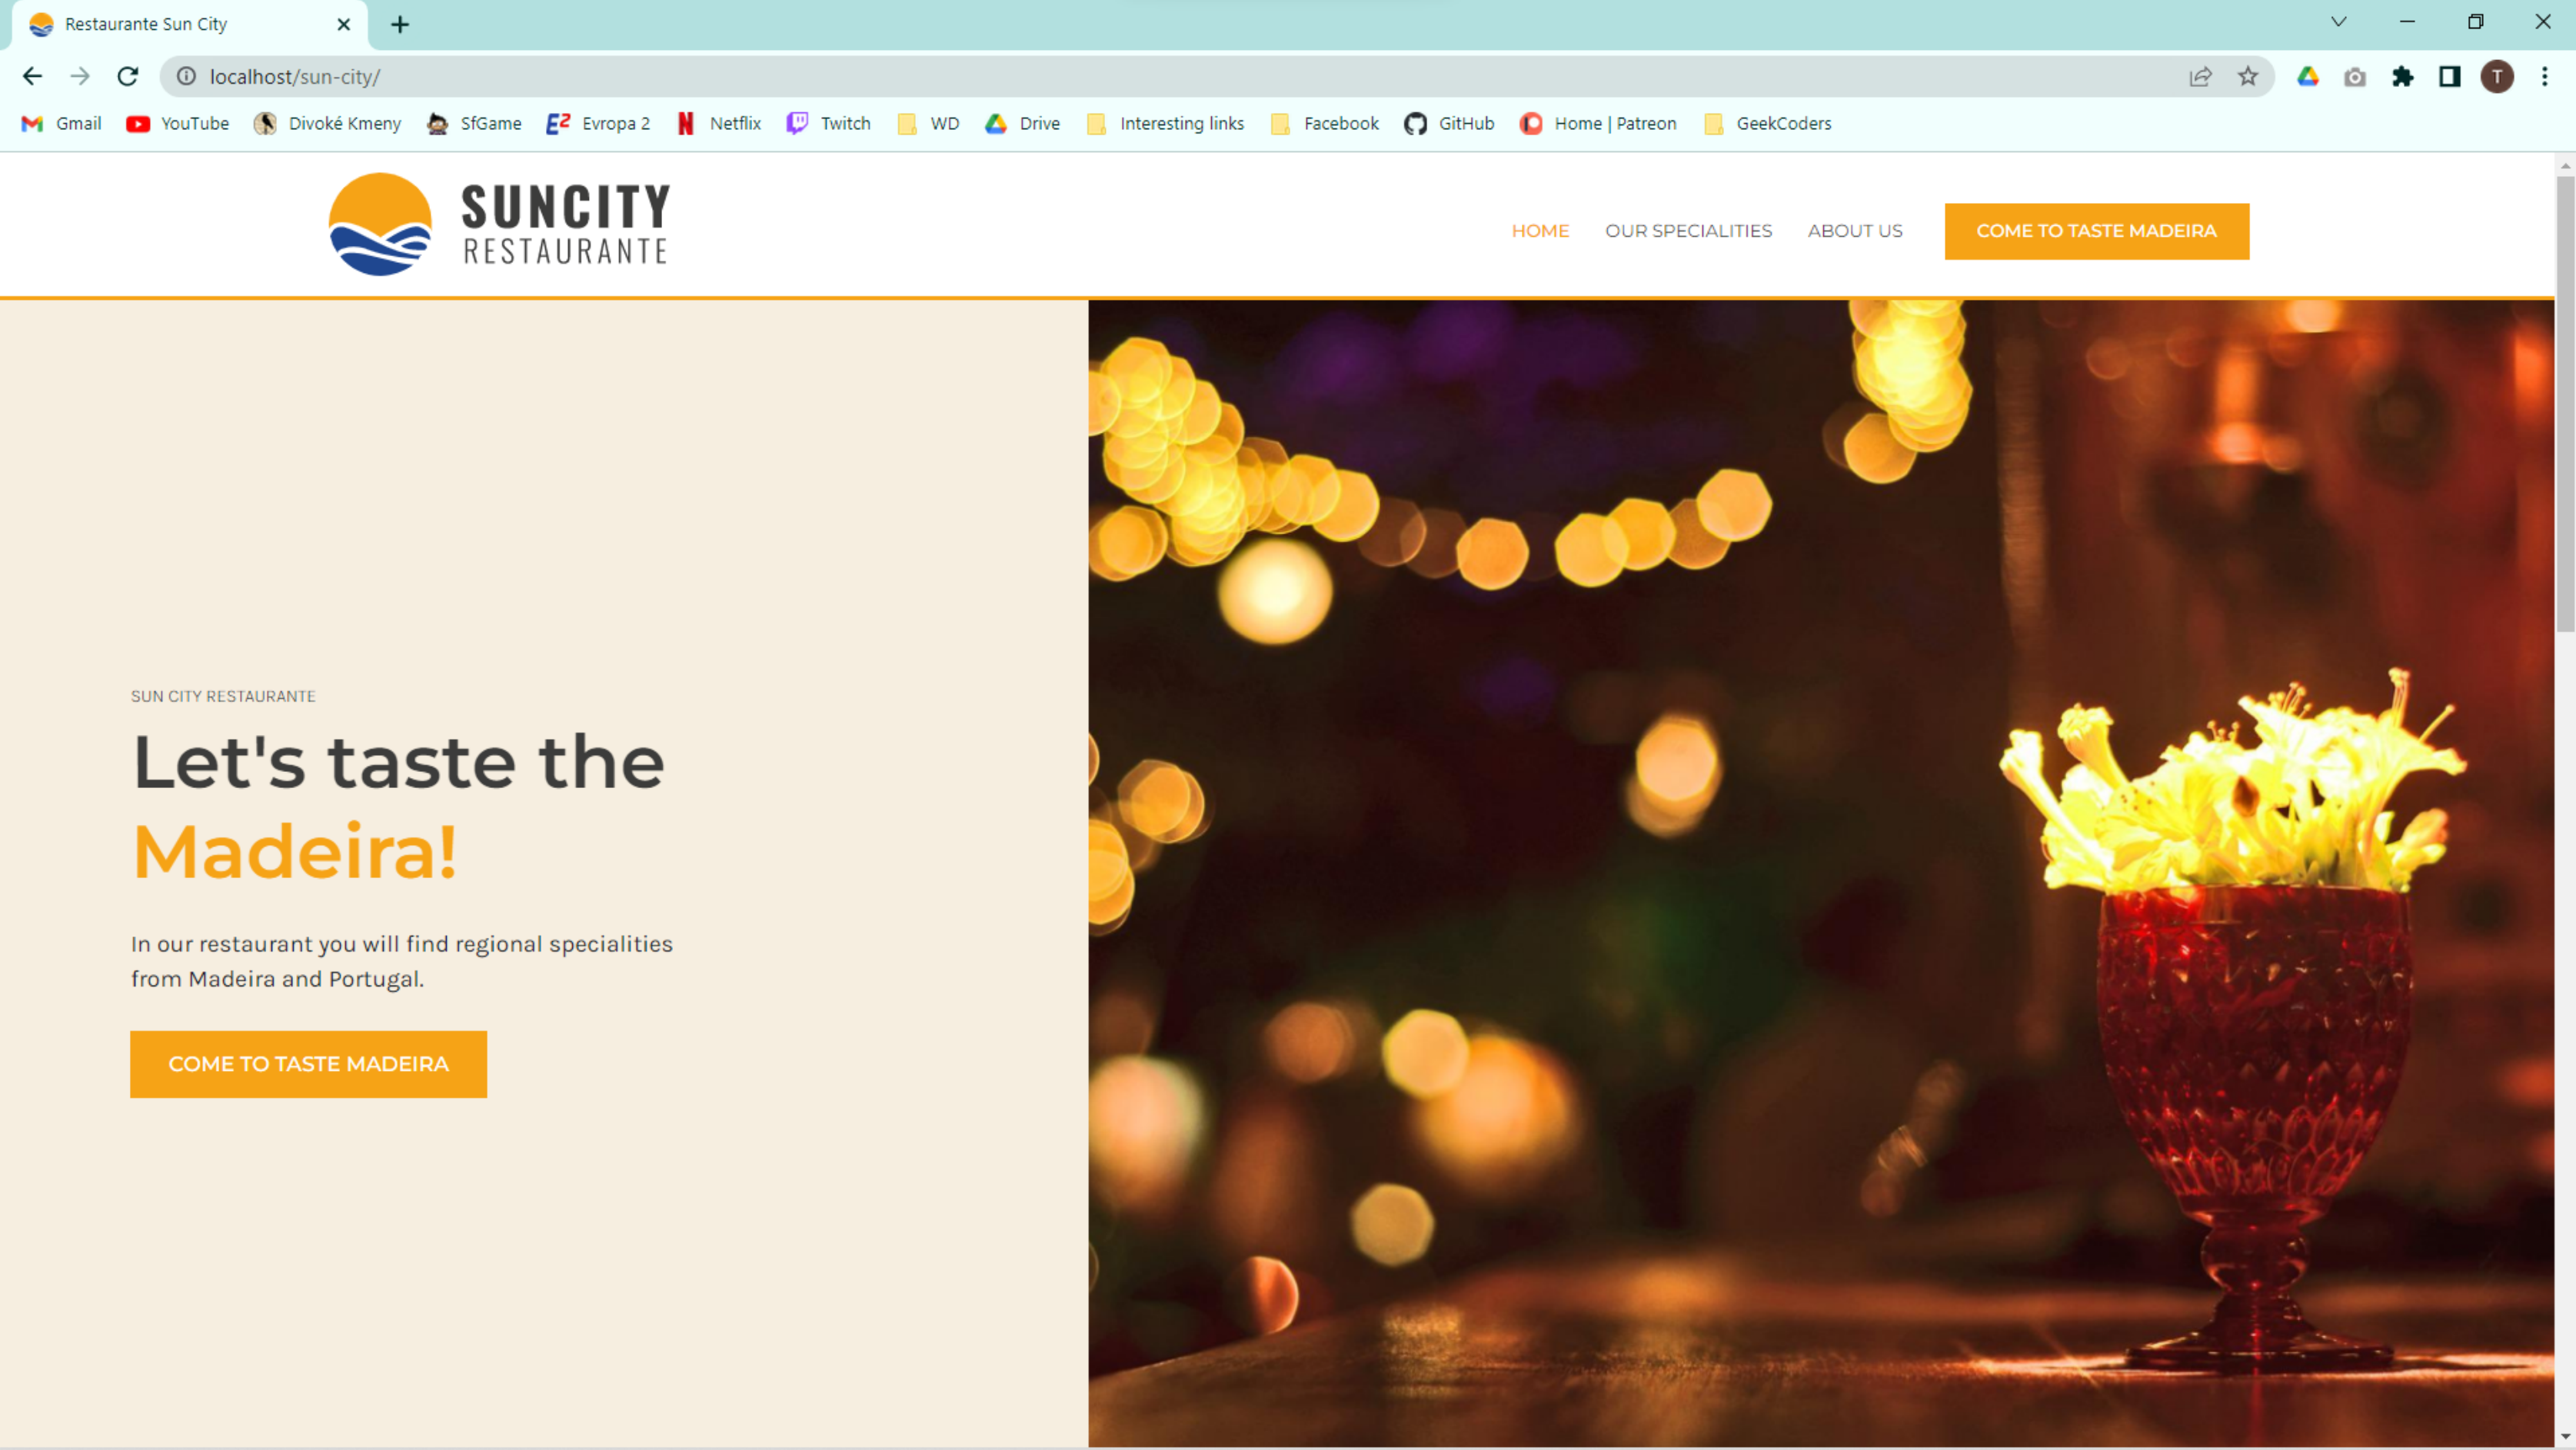 Restaurante Sun City
localhost/sun-city/
T
Gmail YouTube Divoké Kmeny SfGame Evropa 2 Netflix Twitch WD Drive Interesting links Facebook GitHub Home | Patreon GeekCoders
SUNCITY
RESTAURANTE
HOME OUR SPECIALITIES ABOUT US COME TO TASTE MADEIRA
SUN CITY RESTAURANTE
Let's taste the
Madeira!
In our restaurant you will find regional specialities
from Madeira and Portugal.
COME TO TASTE MADEIRA